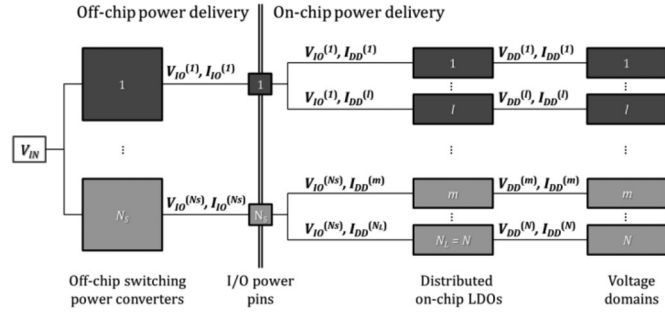 Off-chip power delivery
On-chip power delivery
V_IN
1
⋮
N_S
V_IO^(1), I_IO^(1)
V_IO^(Ns), I_IO^(Ns)
1
N_S
V_IO^(1), I_DD^(1)
V_IO^(1), I_DD^(l)
V_IO^(Ns), I_DD^(m)
V_IO^(Ns), I_DD^(N_L)
1
⋮
l
⋮
m
⋮
N_L = N
V_DD^(1), I_DD^(1)
V_DD^(l), I_DD^(l)
V_DD^(m), I_DD^(m)
V_DD^(N), I_DD^(N)
1
⋮
l
⋮
m
⋮
N
Off-chip switching
power converters
I/O power
pins
Distributed
on-chip LDOs
Voltage
domains